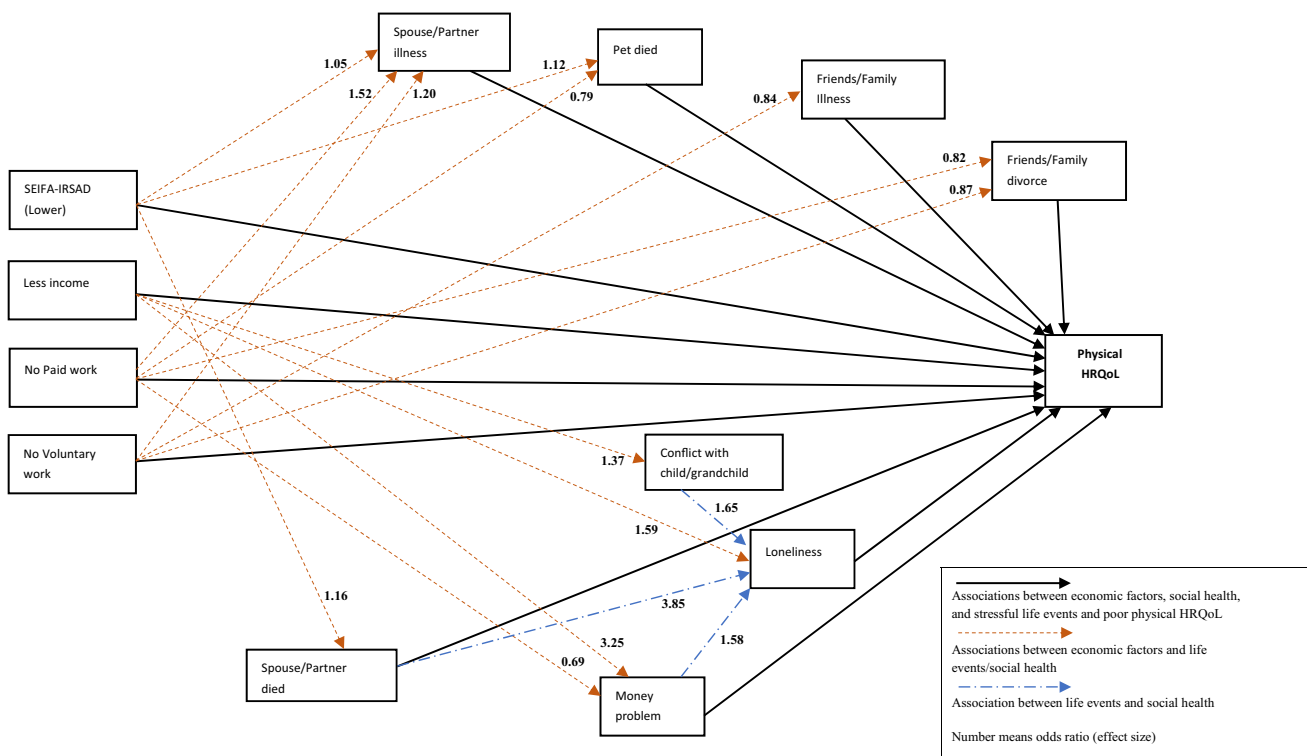 Spouse/Partner
illness
Pet died
Friends/Family
Illness
Friends/Family
divorce
1.05
1.12
1.52
1.20
0.79
0.84
0.82
0.87
SEIFA-IRSAD
(Lower)
Less income
No Paid work
No Voluntary
work
Physical
HRQoL
Conflict with
child/grandchild
1.37
1.65
1.59
Loneliness
1.16
3.85
1.58
3.25
0.69
Spouse/Partner
died
Money
problem
Associations between economic factors, social health,
and stressful life events and poor physical HRQoL
Associations between economic factors and life
events/social health
Association between life events and social health
Number means odds ratio (effect size)